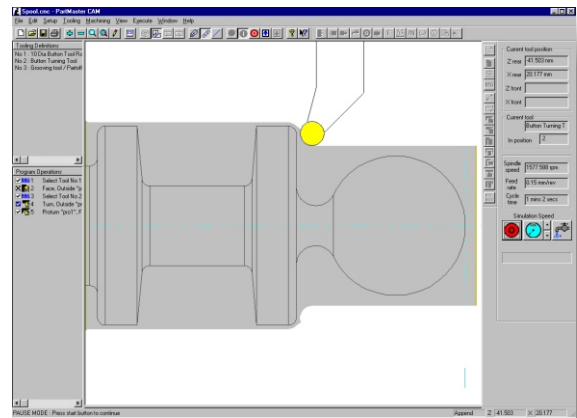 Spool.cnc - PartMaster CAM
File Edit Setup Tooling Machining View Execute Window Help
Tooling Definitions
No 1 : 10 Dia Button Tool Ro
No 2 : Button Turning Tool
No 3 : Grooving tool / Partoff
Program Operations
1 Select Tool No.1
2 Face, Outside "p
3 Select Tool No.2
4 Turn, Outside "pr
5 Proturn "pro1", F
Current tool position
Z rear -41.503 mm
X rear 20.177 mm
Z front
X front
Current tool
Button Turning T
In position 2
Spindle speed 1577.588 rpm
Feed rate 0.15 mm/rev
Cycle time 1 mins 2 secs
Simulation Speed
PAUSE MODE : Press start button to continue
Append Z -41.503 X 20.177